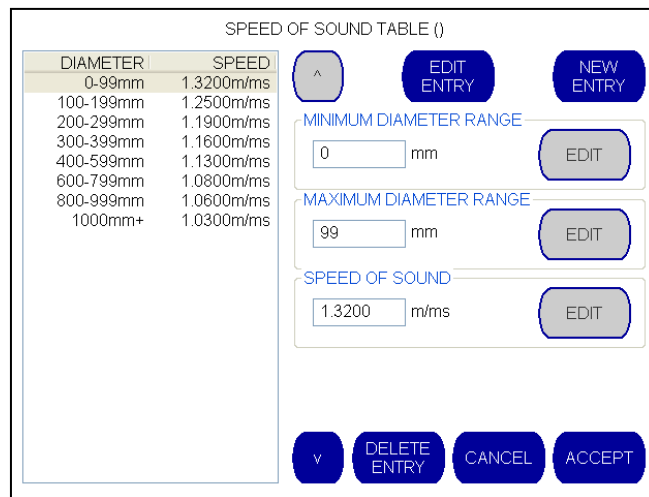 SPEED OF SOUND TABLE ()
DIAMETER SPEED
0-99mm 1.3200m/ms
100-199mm 1.2500m/ms
200-299mm 1.1900m/ms
300-399mm 1.1600m/ms
400-599mm 1.1300m/ms
600-799mm 1.0800m/ms
800-999mm 1.0600m/ms
1000mm+ 1.0300m/ms
^
EDIT
ENTRY
NEW
ENTRY
MINIMUM DIAMETER RANGE
0 mm EDIT
MAXIMUM DIAMETER RANGE
99 mm EDIT
SPEED OF SOUND
1.3200 m/ms EDIT
v
DELETE
ENTRY
CANCEL
ACCEPT